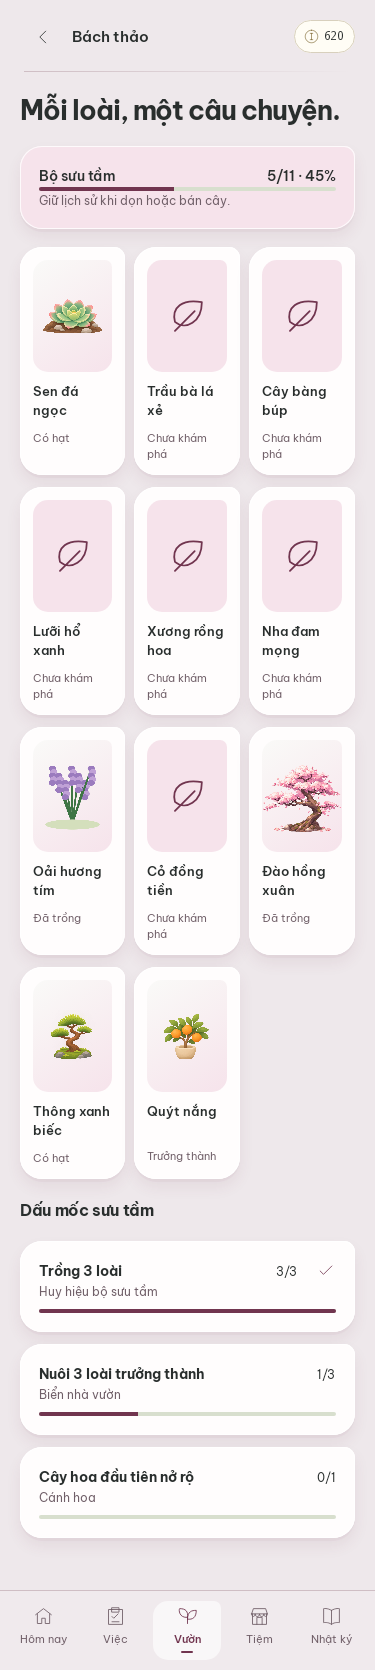 Bách thảo
620
Mỗi loài, một câu chuyện.
Bộ sưu tầm 5/11 · 45%
Giữ lịch sử khi dọn hoặc bán cây.
Sen đá ngọc
Có hạt
Trầu bà lá xẻ
Chưa khám phá
Cây bàng búp
Chưa khám phá
Lưỡi hổ xanh
Chưa khám phá
Xương rồng hoa
Chưa khám phá
Nha đam mọng
Chưa khám phá
Oải hương tím
Đã trồng
Cỏ đồng tiền
Chưa khám phá
Đào hồng xuân
Đã trồng
Thông xanh biếc
Có hạt
Quýt nắng
Trưởng thành
Dấu mốc sưu tầm
Trồng 3 loài 3/3
Huy hiệu bộ sưu tầm
Nuôi 3 loài trưởng thành 1/3
Biển nhà vườn
Cây hoa đầu tiên nở rộ 0/1
Cánh hoa
Hôm nay Việc Vườn Tiệm Nhật ký